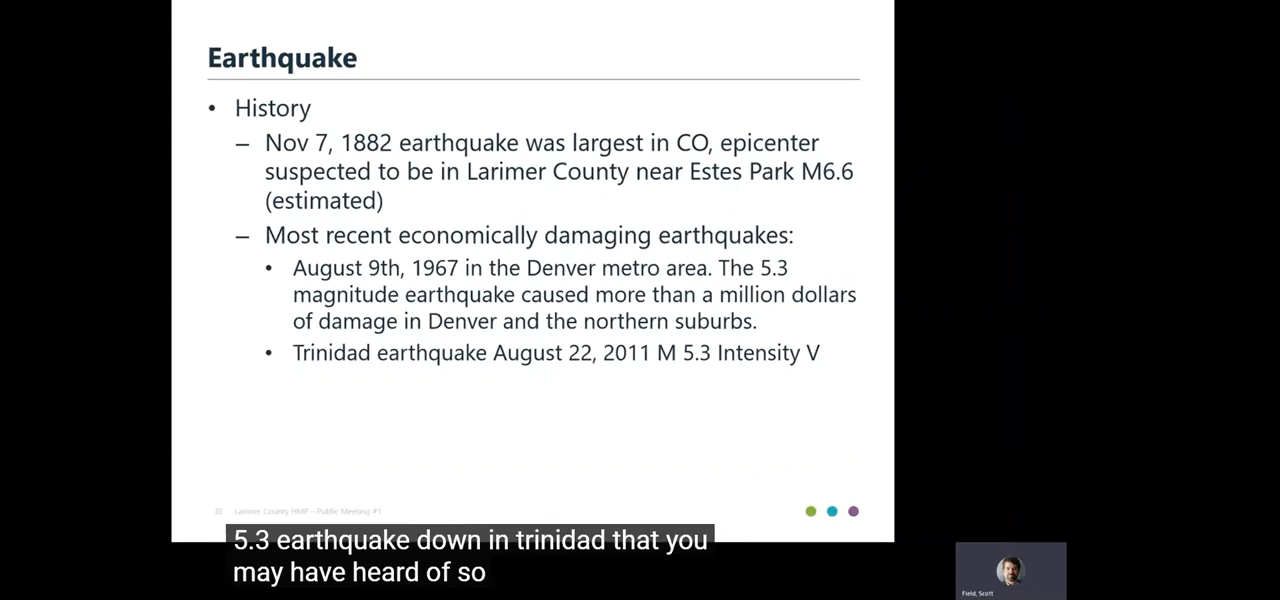 Earthquake
• History
– Nov 7, 1882 earthquake was largest in CO, epicenter
suspected to be in Larimer County near Estes Park M6.6
(estimated)
– Most recent economically damaging earthquakes:
• August 9th, 1967 in the Denver metro area. The 5.3
magnitude earthquake caused more than a million dollars
of damage in Denver and the northern suburbs.
• Trinidad earthquake August 22, 2011 M 5.3 Intensity V
33 Larimer County HMP – Public Meeting #1
5.3 earthquake down in trinidad that you
may have heard of so
Field, Scott